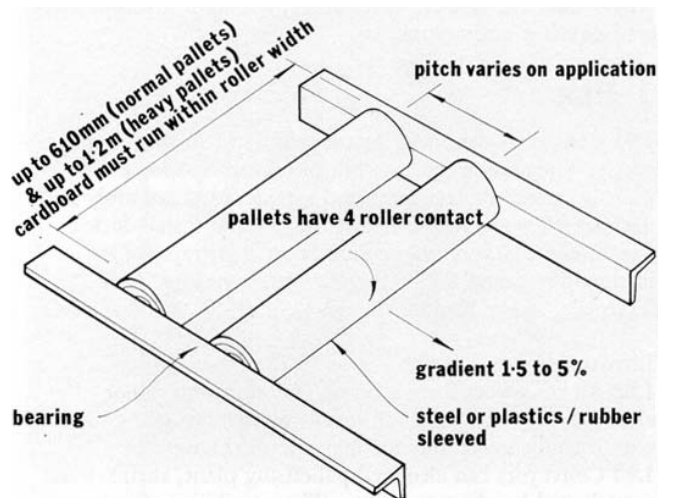 up to 610mm (normal pallets)
& up to 1·2m (heavy pallets)
cardboard must run within roller width
pitch varies on application
pallets have 4 roller contact
gradient 1·5 to 5%
bearing
steel or plastics / rubber
sleeved